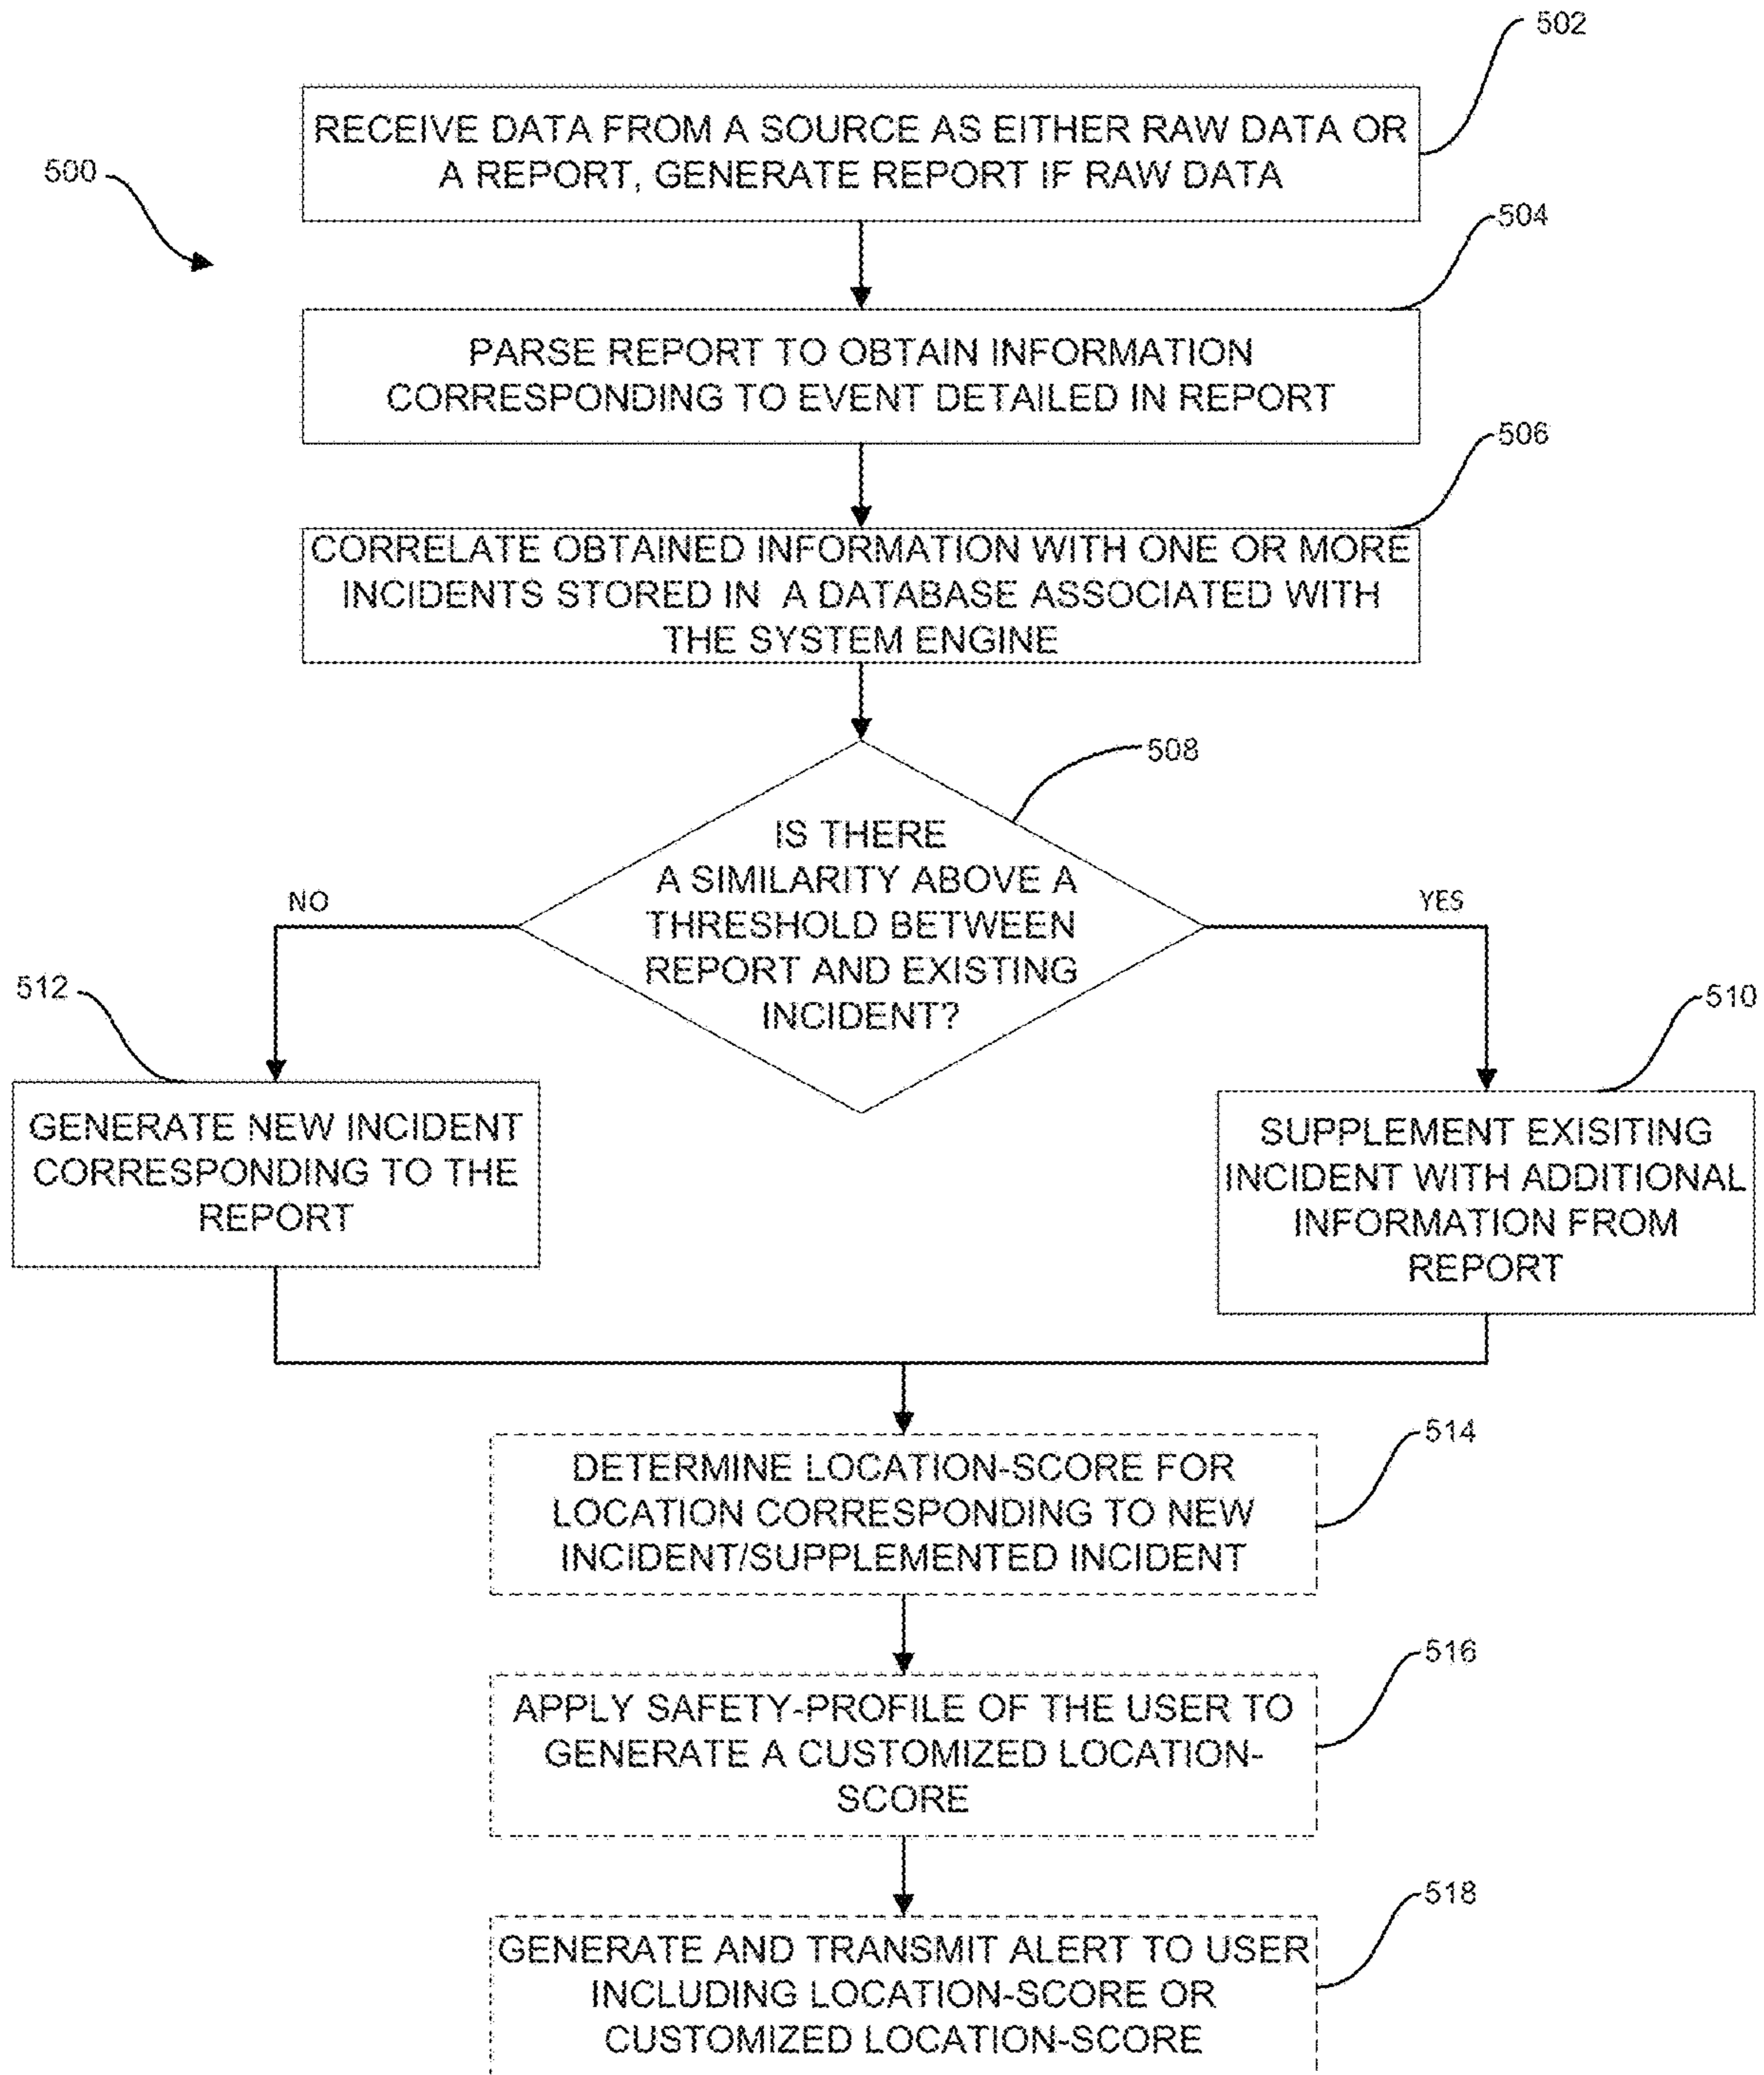 502
RECEIVE DATA FROM A SOURCE AS EITHER RAW DATA OR
A REPORT, GENERATE REPORT IF RAW DATA
500
504
PARSE REPORT TO OBTAIN INFORMATION
CORRESPONDING TO EVENT DETAILED IN REPORT
506
CORRELATE OBTAINED INFORMATION WITH ONE OR MORE
INCIDENTS STORED IN A DATABASE ASSOCIATED WITH
THE SYSTEM ENGINE
508
IS THERE
A SIMILARITY ABOVE A
THRESHOLD BETWEEN
REPORT AND EXISTING
INCIDENT?
NO
YES
512
510
GENERATE NEW INCIDENT
CORRESPONDING TO THE
REPORT
SUPPLEMENT EXISITING
INCIDENT WITH ADDITIONAL
INFORMATION FROM
REPORT
514
DETERMINE LOCATION-SCORE FOR
LOCATION CORRESPONDING TO NEW
INCIDENT/SUPPLEMENTED INCIDENT
516
APPLY SAFETY-PROFILE OF THE USER TO
GENERATE A CUSTOMIZED LOCATION-
SCORE
518
GENERATE AND TRANSMIT ALERT TO USER
INCLUDING LOCATION-SCORE OR
CUSTOMIZED LOCATION-SCORE